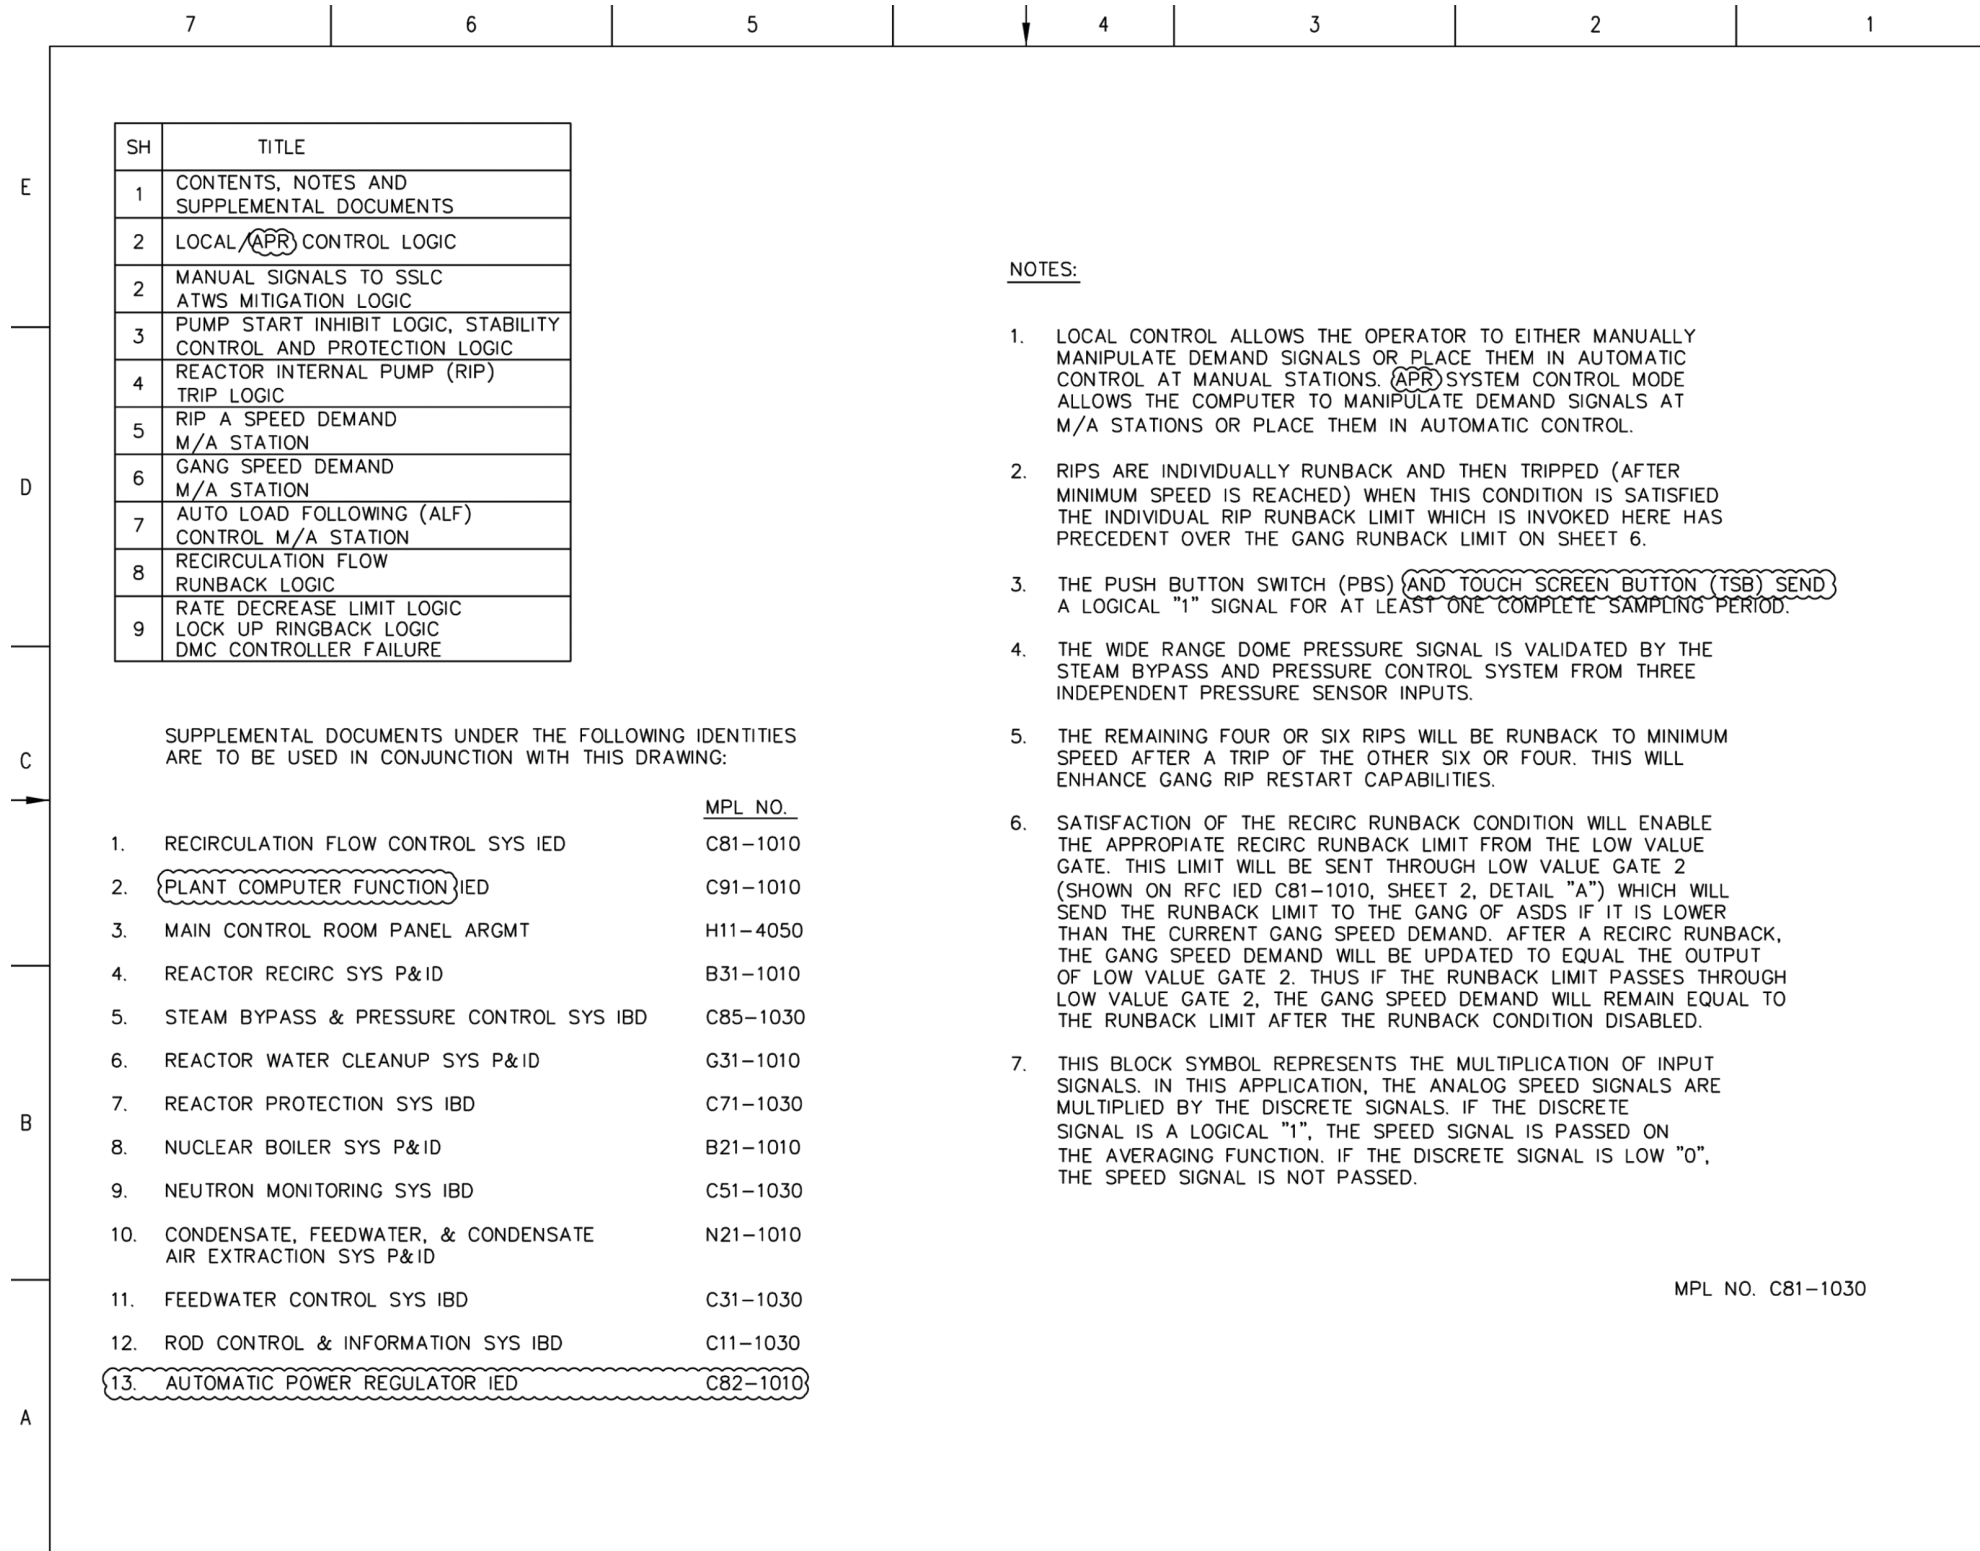 7 6 5 4 3 2 1
E
D
C
B
A
SH TITLE
1 CONTENTS, NOTES AND
SUPPLEMENTAL DOCUMENTS
2 LOCAL/APR CONTROL LOGIC
2 MANUAL SIGNALS TO SSLC
ATWS MITIGATION LOGIC
3 PUMP START INHIBIT LOGIC, STABILITY
CONTROL AND PROTECTION LOGIC
4 REACTOR INTERNAL PUMP (RIP)
TRIP LOGIC
5 RIP A SPEED DEMAND
M/A STATION
6 GANG SPEED DEMAND
M/A STATION
7 AUTO LOAD FOLLOWING (ALF)
CONTROL M/A STATION
8 RECIRCULATION FLOW
RUNBACK LOGIC
9 RATE DECREASE LIMIT LOGIC
LOCK UP RINGBACK LOGIC
DMC CONTROLLER FAILURE
SUPPLEMENTAL DOCUMENTS UNDER THE FOLLOWING IDENTITIES
ARE TO BE USED IN CONJUNCTION WITH THIS DRAWING:
MPL NO.
1. RECIRCULATION FLOW CONTROL SYS IED C81-1010
2. PLANT COMPUTER FUNCTION IED C91-1010
3. MAIN CONTROL ROOM PANEL ARGMT H11-4050
4. REACTOR RECIRC SYS P&ID B31-1010
5. STEAM BYPASS & PRESSURE CONTROL SYS IBD C85-1030
6. REACTOR WATER CLEANUP SYS P&ID G31-1010
7. REACTOR PROTECTION SYS IBD C71-1030
8. NUCLEAR BOILER SYS P&ID B21-1010
9. NEUTRON MONITORING SYS IBD C51-1030
10. CONDENSATE, FEEDWATER, & CONDENSATE N21-1010
AIR EXTRACTION SYS P&ID
11. FEEDWATER CONTROL SYS IBD C31-1030
12. ROD CONTROL & INFORMATION SYS IBD C11-1030
13. AUTOMATIC POWER REGULATOR IED C82-1010
NOTES:
1. LOCAL CONTROL ALLOWS THE OPERATOR TO EITHER MANUALLY
MANIPULATE DEMAND SIGNALS OR PLACE THEM IN AUTOMATIC
CONTROL AT MANUAL STATIONS. APR SYSTEM CONTROL MODE
ALLOWS THE COMPUTER TO MANIPULATE DEMAND SIGNALS AT
M/A STATIONS OR PLACE THEM IN AUTOMATIC CONTROL.
2. RIPS ARE INDIVIDUALLY RUNBACK AND THEN TRIPPED (AFTER
MINIMUM SPEED IS REACHED) WHEN THIS CONDITION IS SATISFIED
THE INDIVIDUAL RIP RUNBACK LIMIT WHICH IS INVOKED HERE HAS
PRECEDENT OVER THE GANG RUNBACK LIMIT ON SHEET 6.
3. THE PUSH BUTTON SWITCH (PBS) AND TOUCH SCREEN BUTTON (TSB) SEND
A LOGICAL "1" SIGNAL FOR AT LEAST ONE COMPLETE SAMPLING PERIOD.
4. THE WIDE RANGE DOME PRESSURE SIGNAL IS VALIDATED BY THE
STEAM BYPASS AND PRESSURE CONTROL SYSTEM FROM THREE
INDEPENDENT PRESSURE SENSOR INPUTS.
5. THE REMAINING FOUR OR SIX RIPS WILL BE RUNBACK TO MINIMUM
SPEED AFTER A TRIP OF THE OTHER SIX OR FOUR. THIS WILL
ENHANCE GANG RIP RESTART CAPABILITIES.
6. SATISFACTION OF THE RECIRC RUNBACK CONDITION WILL ENABLE
THE APPROPIATE RECIRC RUNBACK LIMIT FROM THE LOW VALUE
GATE. THIS LIMIT WILL BE SENT THROUGH LOW VALUE GATE 2
(SHOWN ON RFC IED C81-1010, SHEET 2, DETAIL "A") WHICH WILL
SEND THE RUNBACK LIMIT TO THE GANG OF ASDS IF IT IS LOWER
THAN THE CURRENT GANG SPEED DEMAND. AFTER A RECIRC RUNBACK,
THE GANG SPEED DEMAND WILL BE UPDATED TO EQUAL THE OUTPUT
OF LOW VALUE GATE 2. THUS IF THE RUNBACK LIMIT PASSES THROUGH
LOW VALUE GATE 2, THE GANG SPEED DEMAND WILL REMAIN EQUAL TO
THE RUNBACK LIMIT AFTER THE RUNBACK CONDITION DISABLED.
7. THIS BLOCK SYMBOL REPRESENTS THE MULTIPLICATION OF INPUT
SIGNALS. IN THIS APPLICATION, THE ANALOG SPEED SIGNALS ARE
MULTIPLIED BY THE DISCRETE SIGNALS. IF THE DISCRETE
SIGNAL IS A LOGICAL "1", THE SPEED SIGNAL IS PASSED ON
THE AVERAGING FUNCTION. IF THE DISCRETE SIGNAL IS LOW "0",
THE SPEED SIGNAL IS NOT PASSED.
MPL NO. C81-1030